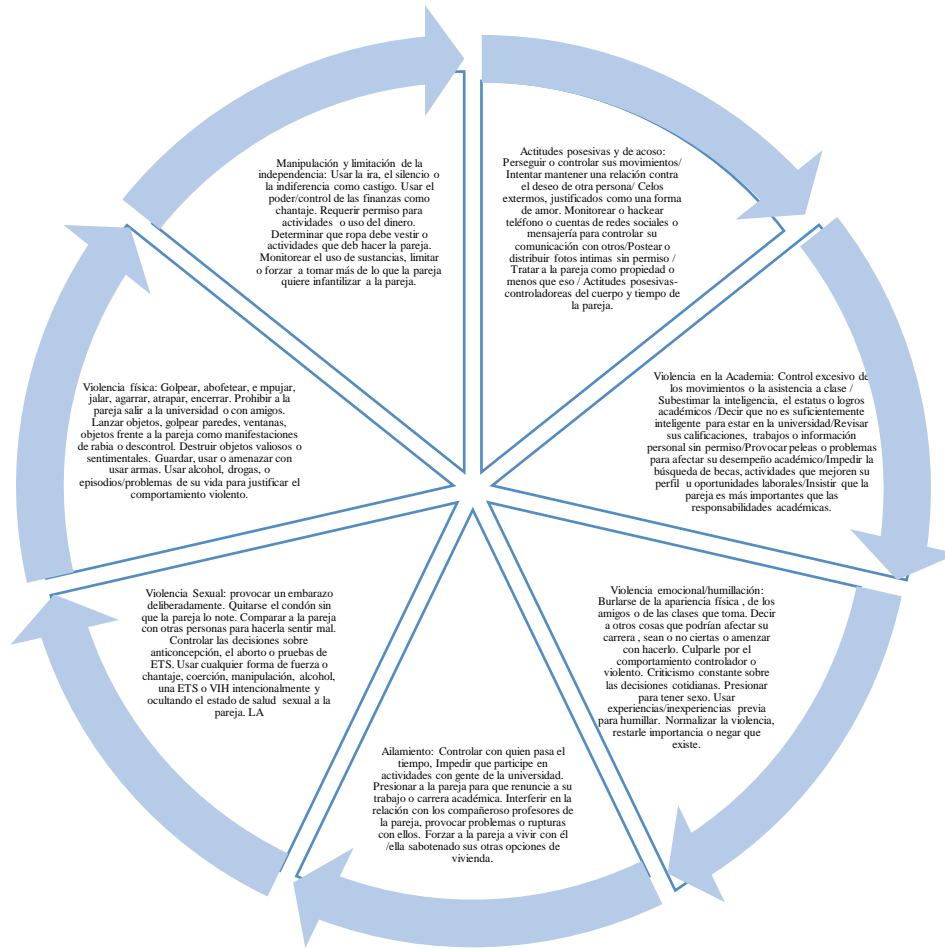 Actitudes posesivas y de acoso:
Perseguir o controlar sus movimientos/
Intentar mantener una relación contra
el deseo de otra persona/ Celos
extermos, justificados como una forma
de amor. Monitorear o hackear
teléfono o cuentas de redes sociales o
mensajería para controlar su
comunicación con otros/Postear o
distribuir fotos intimas sin permiso /
Tratar a la pareja como propiedad o
menos que eso / Actitudes posesivas-
controladoreas del cuerpo y tiempo de
la pareja.
Violencia en la Academia: Control excesivo de
los movimientos o la asistencia a clase /
Subestimar la inteligencia, el estatus o logros
académicos /Decir que no es suficientemente
inteligente para estar en la universidad/Revisar
sus calificaciones, trabajos o información
personal sin permiso/Provocar peleas o problemas
para afectar su desempeño académico/Impedir la
búsqueda de becas, actividades que mejoren su
perfil u oportunidades laborales/Insistir que la
pareja es más importantes que las
responsabilidades académicas.
Violencia emocional/humillación:
Burlarse de la apariencia física , de los
amigos o de las clases que toma. Decir
a otros cosas que podrían afectar su
carrera , sean o no ciertas o amenzar
con hacerlo. Culparle por el
comportamiento controlador o
violento. Criticismo constante sobre
las decisiones cotidianas. Presionar
para tener sexo. Usar
experiencias/inexperiencias previa
para humillar. Normalizar la violencia,
restarle importancia o negar que
existe.
Ailamiento: Controlar con quien pasa el
tiempo, Impedir que participe en
actividades con gente de la universidad.
Presionar a la pareja para que renuncie a su
trabajo o carrera académica. Interferir en la
relación con los compañeroso profesores de
la pareja, provocar problemas o rupturas
con ellos. Forzar a la pareja a vivir con él
/ella sabotenado sus otras opciones de
vivienda.
Violencia Sexual: provocar un embarazo
deliberadamente. Quitarse el condón sin
que la pareja lo note. Comparar a la pareja
con otras personas para hacerla sentir mal.
Controlar las decisiones sobre
anticoncepción, el aborto o pruebas de
ETS. Usar cualquier forma de fuerza o
chantaje, coerción, manipulación, alcohol,
una ETS o VIH intencionalmente y
ocultando el estado de salud sexual a la
pareja. LA
Violencia física: Golpear, abofetear, e mpujar,
jalar, agarrar, atrapar, encerrar. Prohibir a la
pareja salir a la universidad o con amigos.
Lanzar objetos, golpear paredes, ventanas,
objetos frente a la pareja como manifestaciones
de rabia o descontrol. Destruir objetos valiosos o
sentimentales. Guardar, usar o amenazar con
usar armas. Usar alcohol, drogas, o
episodios/problemas de su vida para justificar el
comportamiento violento.
Manipulación y limitación de la
independencia: Usar la ira, el silencio o
la indiferencia como castigo. Usar el
poder/control de las finanzas como
chantaje. Requerir permiso para
actividades o uso del dinero.
Determinar que ropa debe vestir o
actividades que deb hacer la pareja.
Monitorear el uso de sustancias, limitar
o forzar a tomar más de lo que la pareja
quiere infantilizar a la pareja.